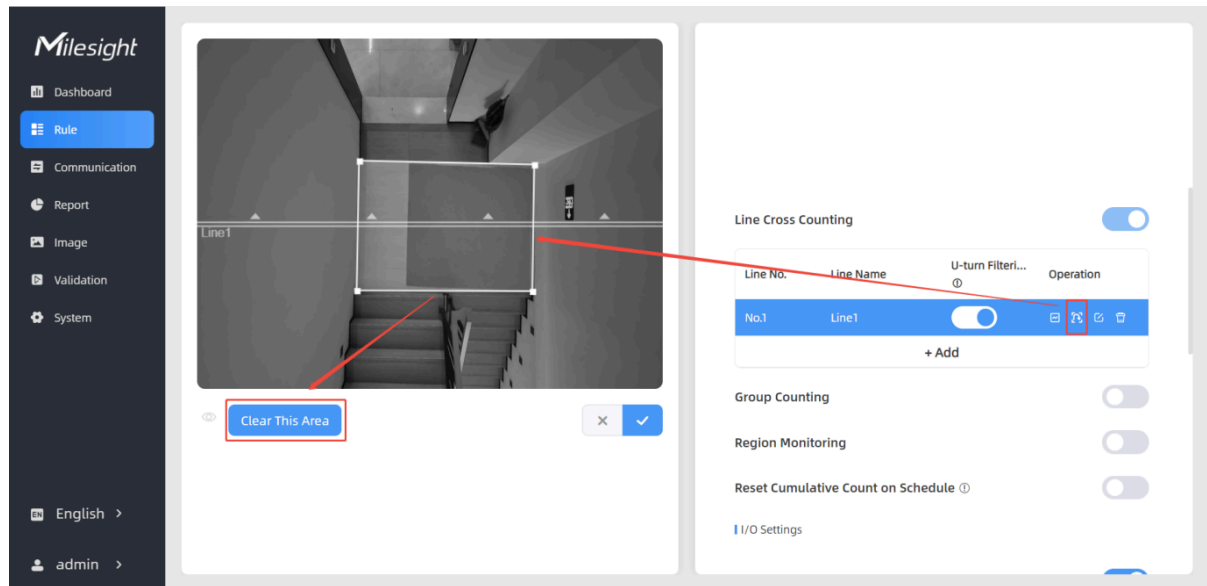 Milesight
Dashboard
Rule
Communication
Report
Image
Validation
System
EN English >
admin >
Line1
Clear This Area
Line Cross Counting
Line No. Line Name U-turn Filteri... Operation
No.1 Line1
+ Add
Group Counting
Region Monitoring
Reset Cumulative Count on Schedule
I/O Settings